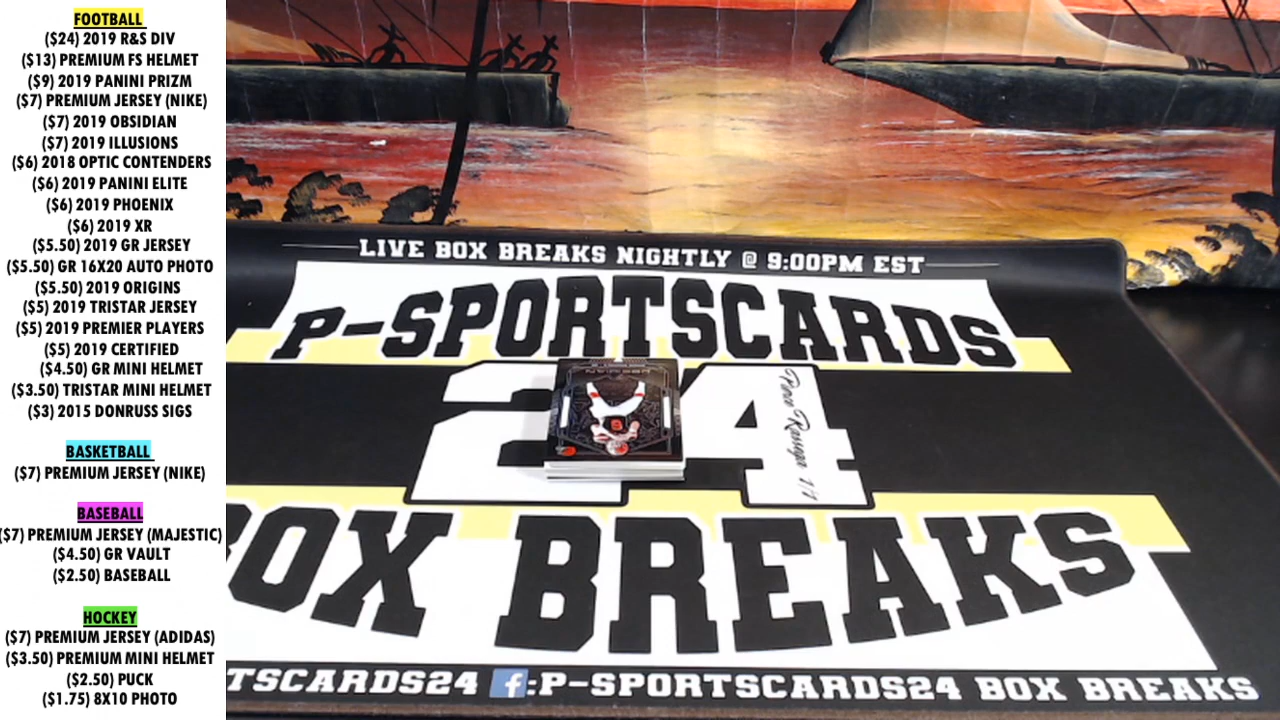 FOOTBALL
($24) 2019 R&S DIV
($13) PREMIUM FS HELMET
($9) 2019 PANINI PRIZM
($7) PREMIUM JERSEY (NIKE)
($7) 2019 OBSIDIAN
($7) 2019 ILLUSIONS
($6) 2018 OPTIC CONTENDERS
($6) 2019 PANINI ELITE
($6) 2019 PHOENIX
($6) 2019 XR
($5.50) 2019 GR JERSEY
($5.50) GR 16X20 AUTO PHOTO
($5.50) 2019 ORIGINS
($5) 2019 TRISTAR JERSEY
($5) 2019 PREMIER PLAYERS
($5) 2019 CERTIFIED
($4.50) GR MINI HELMET
($3.50) TRISTAR MINI HELMET
($3) 2015 DONRUSS SIGS
BASKETBALL
($7) PREMIUM JERSEY (NIKE)
BASEBALL
($7) PREMIUM JERSEY (MAJESTIC)
($4.50) GR VAULT
($2.50) BASEBALL
HOCKEY
($7) PREMIUM JERSEY (ADIDAS)
($3.50) PREMIUM MINI HELMET
($2.50) PUCK
($1.75) 8X10 PHOTO
LIVE BOX BREAKS NIGHTLY @ 9:00PM EST
P-SPORTSCARDS
24
BOX BREAKS
TSCARDS24 f:P-SPORTSCARDS24 BOX BREAKS